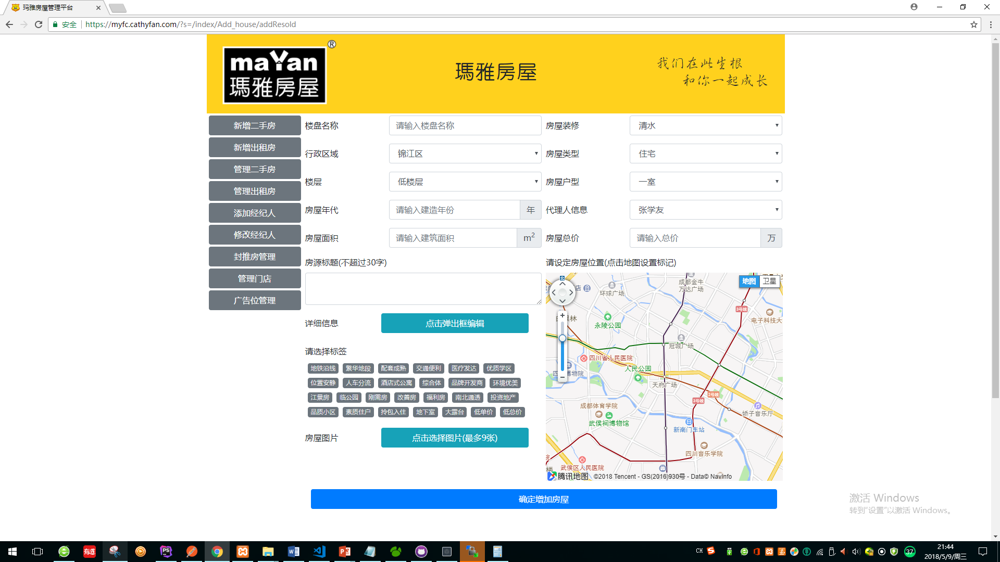 玛雅房屋管理平台
安全
https://myfc.cathyfan.com/?s=/index/Add_house/addResold
maYan
瑪雅房屋
®
瑪雅房屋
我们在此生根
和你一起成长
新增二手房
新增出租房
管理二手房
管理出租房
添加经纪人
修改经纪人
封推房管理
管理门店
广告位管理
楼盘名称
请输入楼盘名称
房屋装修
清水
行政区域
锦江区
房屋类型
住宅
楼层
低楼层
房屋户型
一室
房屋年代
请输入建造年份
年
代理人信息
张学友
房屋面积
请输入建筑面积
m²
房屋总价
请输入总价
万
房源标题(不超过30字)
详细信息
点击弹出框编辑
请选择标签
地铁沿线 繁华地段 配套成熟 交通便利 医疗发达 优质学区
位置安静 人车分流 酒店式公寓 综合体 品牌开发商 环境优美
江景房 临公园 刚需房 改善房 福利房 南北通透 投资地产
品质小区 素质住户 拎包入住 地下室 大露台 低单价 低总价
房屋图片
点击选择图片(最多9张)
请设定房屋位置(点击地图设置标记)
北
店
环球广场
成都金牛
万达广场
地图
卫星
3号线
电子科技大
林
永陵公园
冠城广场
四川省人民医院
人民公园
博物院
天府广场
2号线
3号线
成都体育学院
武侯祠博物馆
娇子音乐厅
新南门车站
四川音乐学院
武侯区人民医院
腾讯地图
©2018 Tencent - GS(2016)930号 - Data© NavInfo
确定增加房屋
激活 Windows
转到“设置”以激活 Windows。
有道
PS
CH
37
21:44
2018/5/9/周三